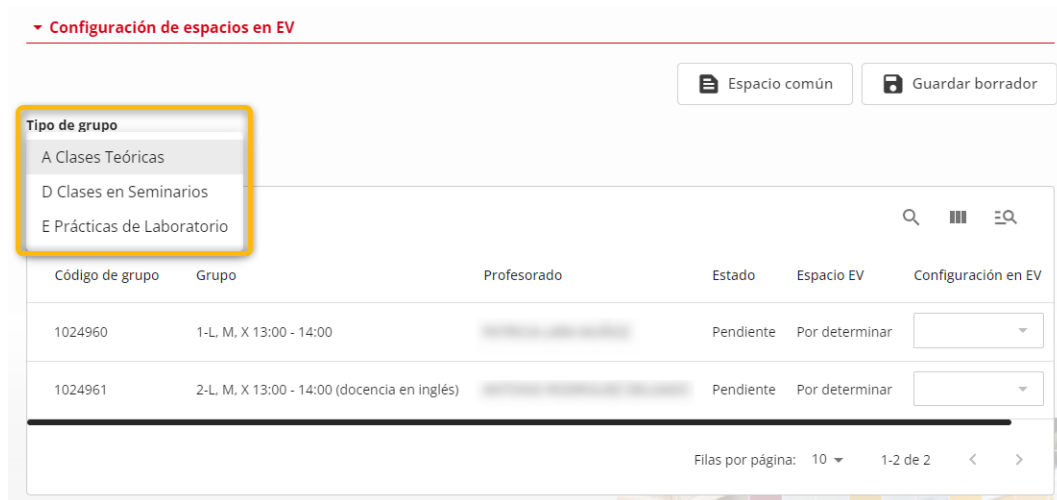 Configuración de espacios en EV
Espacio común
Guardar borrador
Tipo de grupo
A Clases Teóricas
D Clases en Seminarios
E Prácticas de Laboratorio
Código de grupo Grupo Profesorado Estado Espacio EV Configuración en EV
1024960 1-L, M, X 13:00 - 14:00 Pendiente Por determinar
1024961 2-L, M, X 13:00 - 14:00 (docencia en inglés) Pendiente Por determinar
Filas por página: 10 1-2 de 2